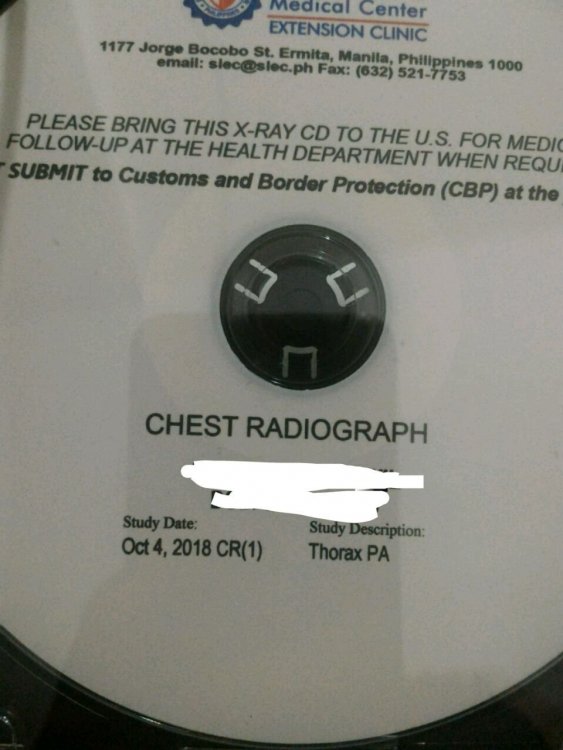 Medical Center
EXTENSION CLINIC
1177 Jorge Bocobo St. Ermita, Manila, Philippines 1000
email: slec@slec.ph Fax: (632) 521-7753
PLEASE BRING THIS X-RAY CD TO THE U.S. FOR MEDIC
FOLLOW-UP AT THE HEALTH DEPARTMENT WHEN REQUI
T SUBMIT to Customs and Border Protection (CBP) at the
CHEST RADIOGRAPH
Study Date: Study Description:
Oct 4, 2018 CR(1) Thorax PA